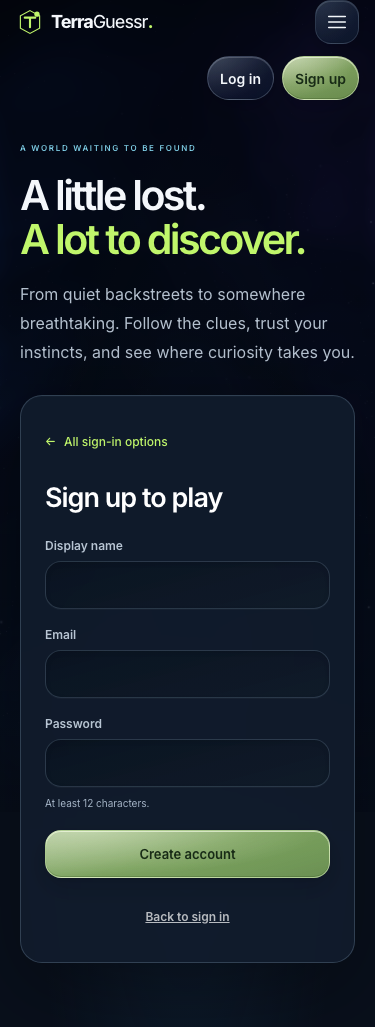 TerraGuessr.
Log in
Sign up
A WORLD WAITING TO BE FOUND
A little lost.
A lot to discover.
From quiet backstreets to somewhere
breathtaking. Follow the clues, trust your
instincts, and see where curiosity takes you.
← All sign-in options
Sign up to play
Display name
Email
Password
At least 12 characters.
Create account
Back to sign in